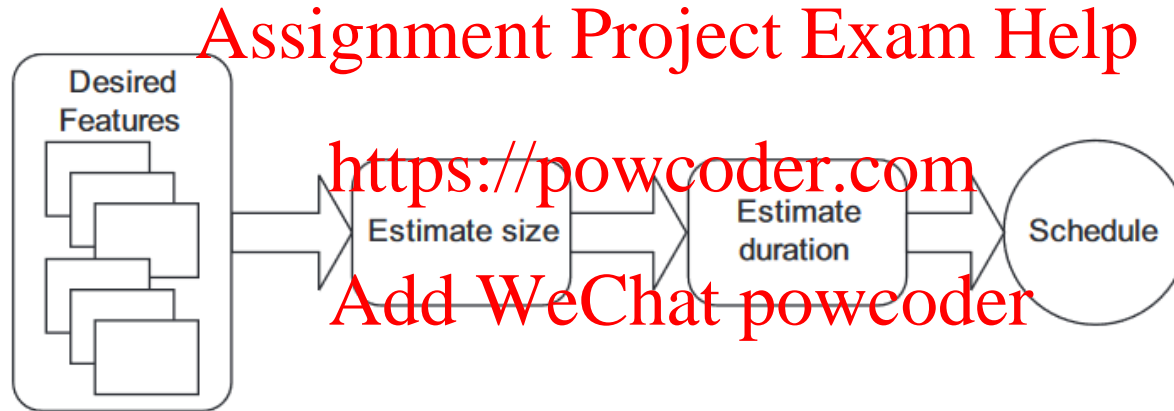 Assignment Project Exam Help
Desired
Features
https://powcoder.com
Estimate size
Estimate
duration
Schedule
Add WeChat powcoder